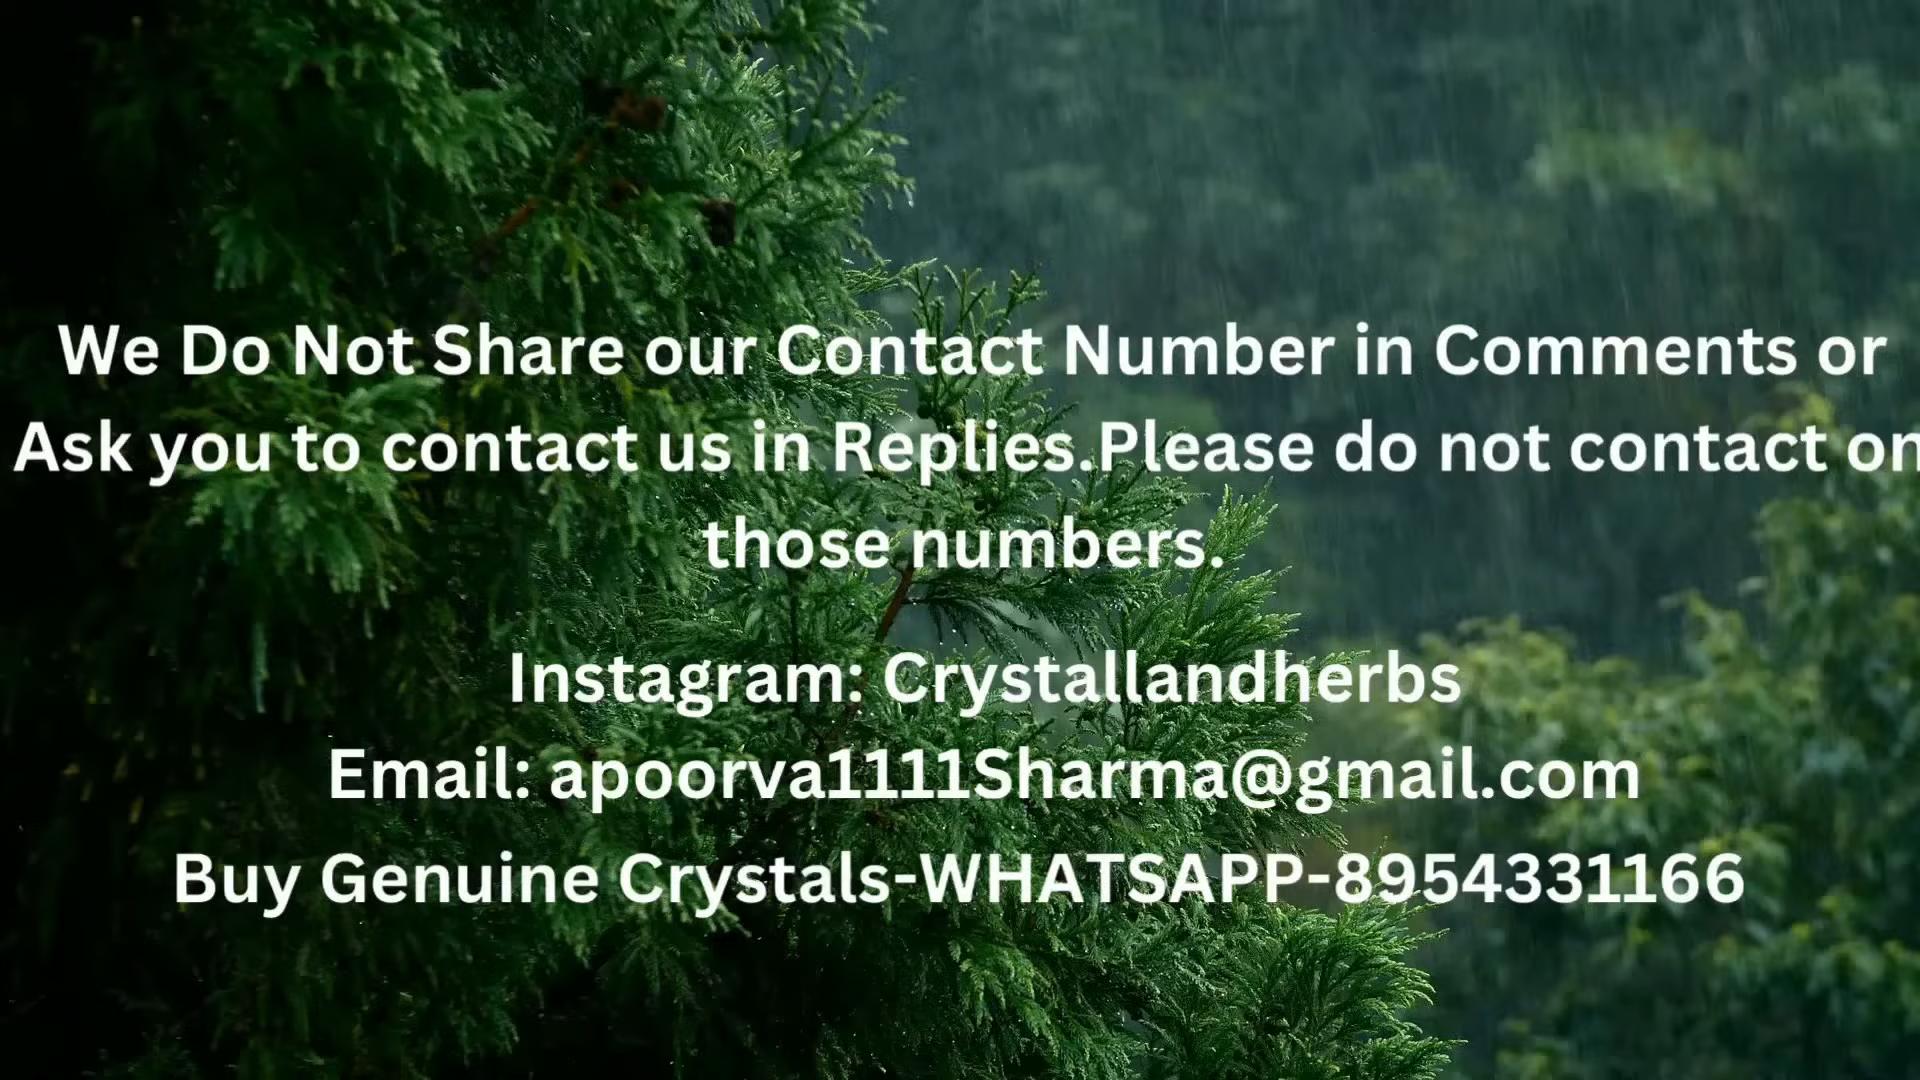 We Do Not Share our Contact Number in Comments or
Ask you to contact us in Replies.Please do not contact on
those numbers.
Instagram: Crystallandherbs
Email: apoorva1111Sharma@gmail.com
Buy Genuine Crystals-WHATSAPP-8954331166